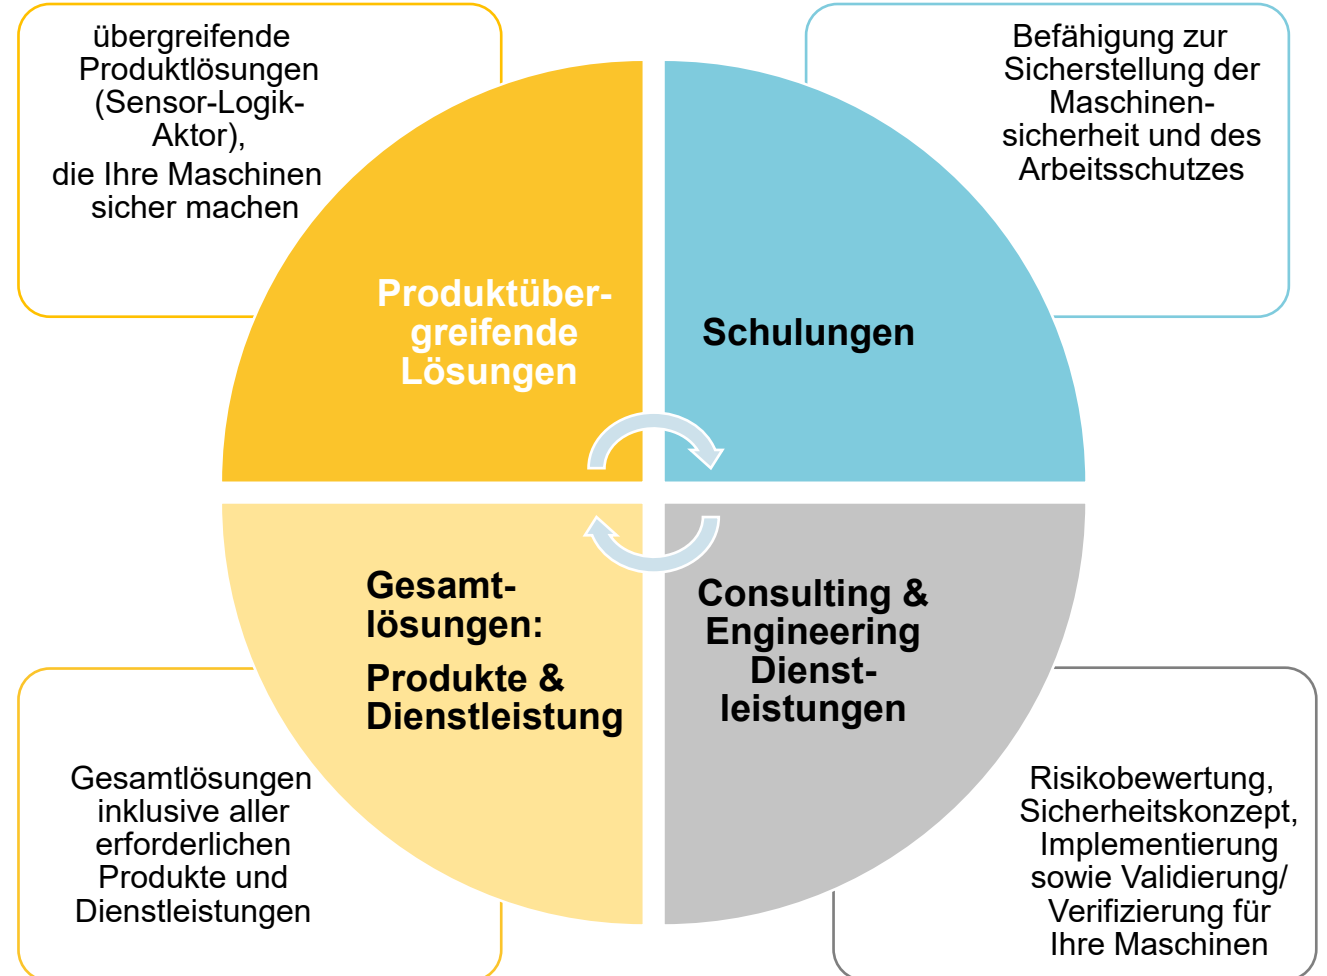 übergreifende
Produktlösungen
(Sensor-Logik-
Aktor),
die Ihre Maschinen
sicher machen
Befähigung zur
Sicherstellung der
Maschinen-
sicherheit und des
Arbeitsschutzes
Produktüber-
greifende
Lösungen
Schulungen
Gesamt-
lösungen:
Produkte &
Dienstleistung
Consulting &
Engineering
Dienst-
leistungen
Gesamtlösungen
inklusive aller
erforderlichen
Produkte und
Dienstleistungen
Risikobewertung,
Sicherheitskonzept,
Implementierung
sowie Validierung/
Verifizierung für
Ihre Maschinen